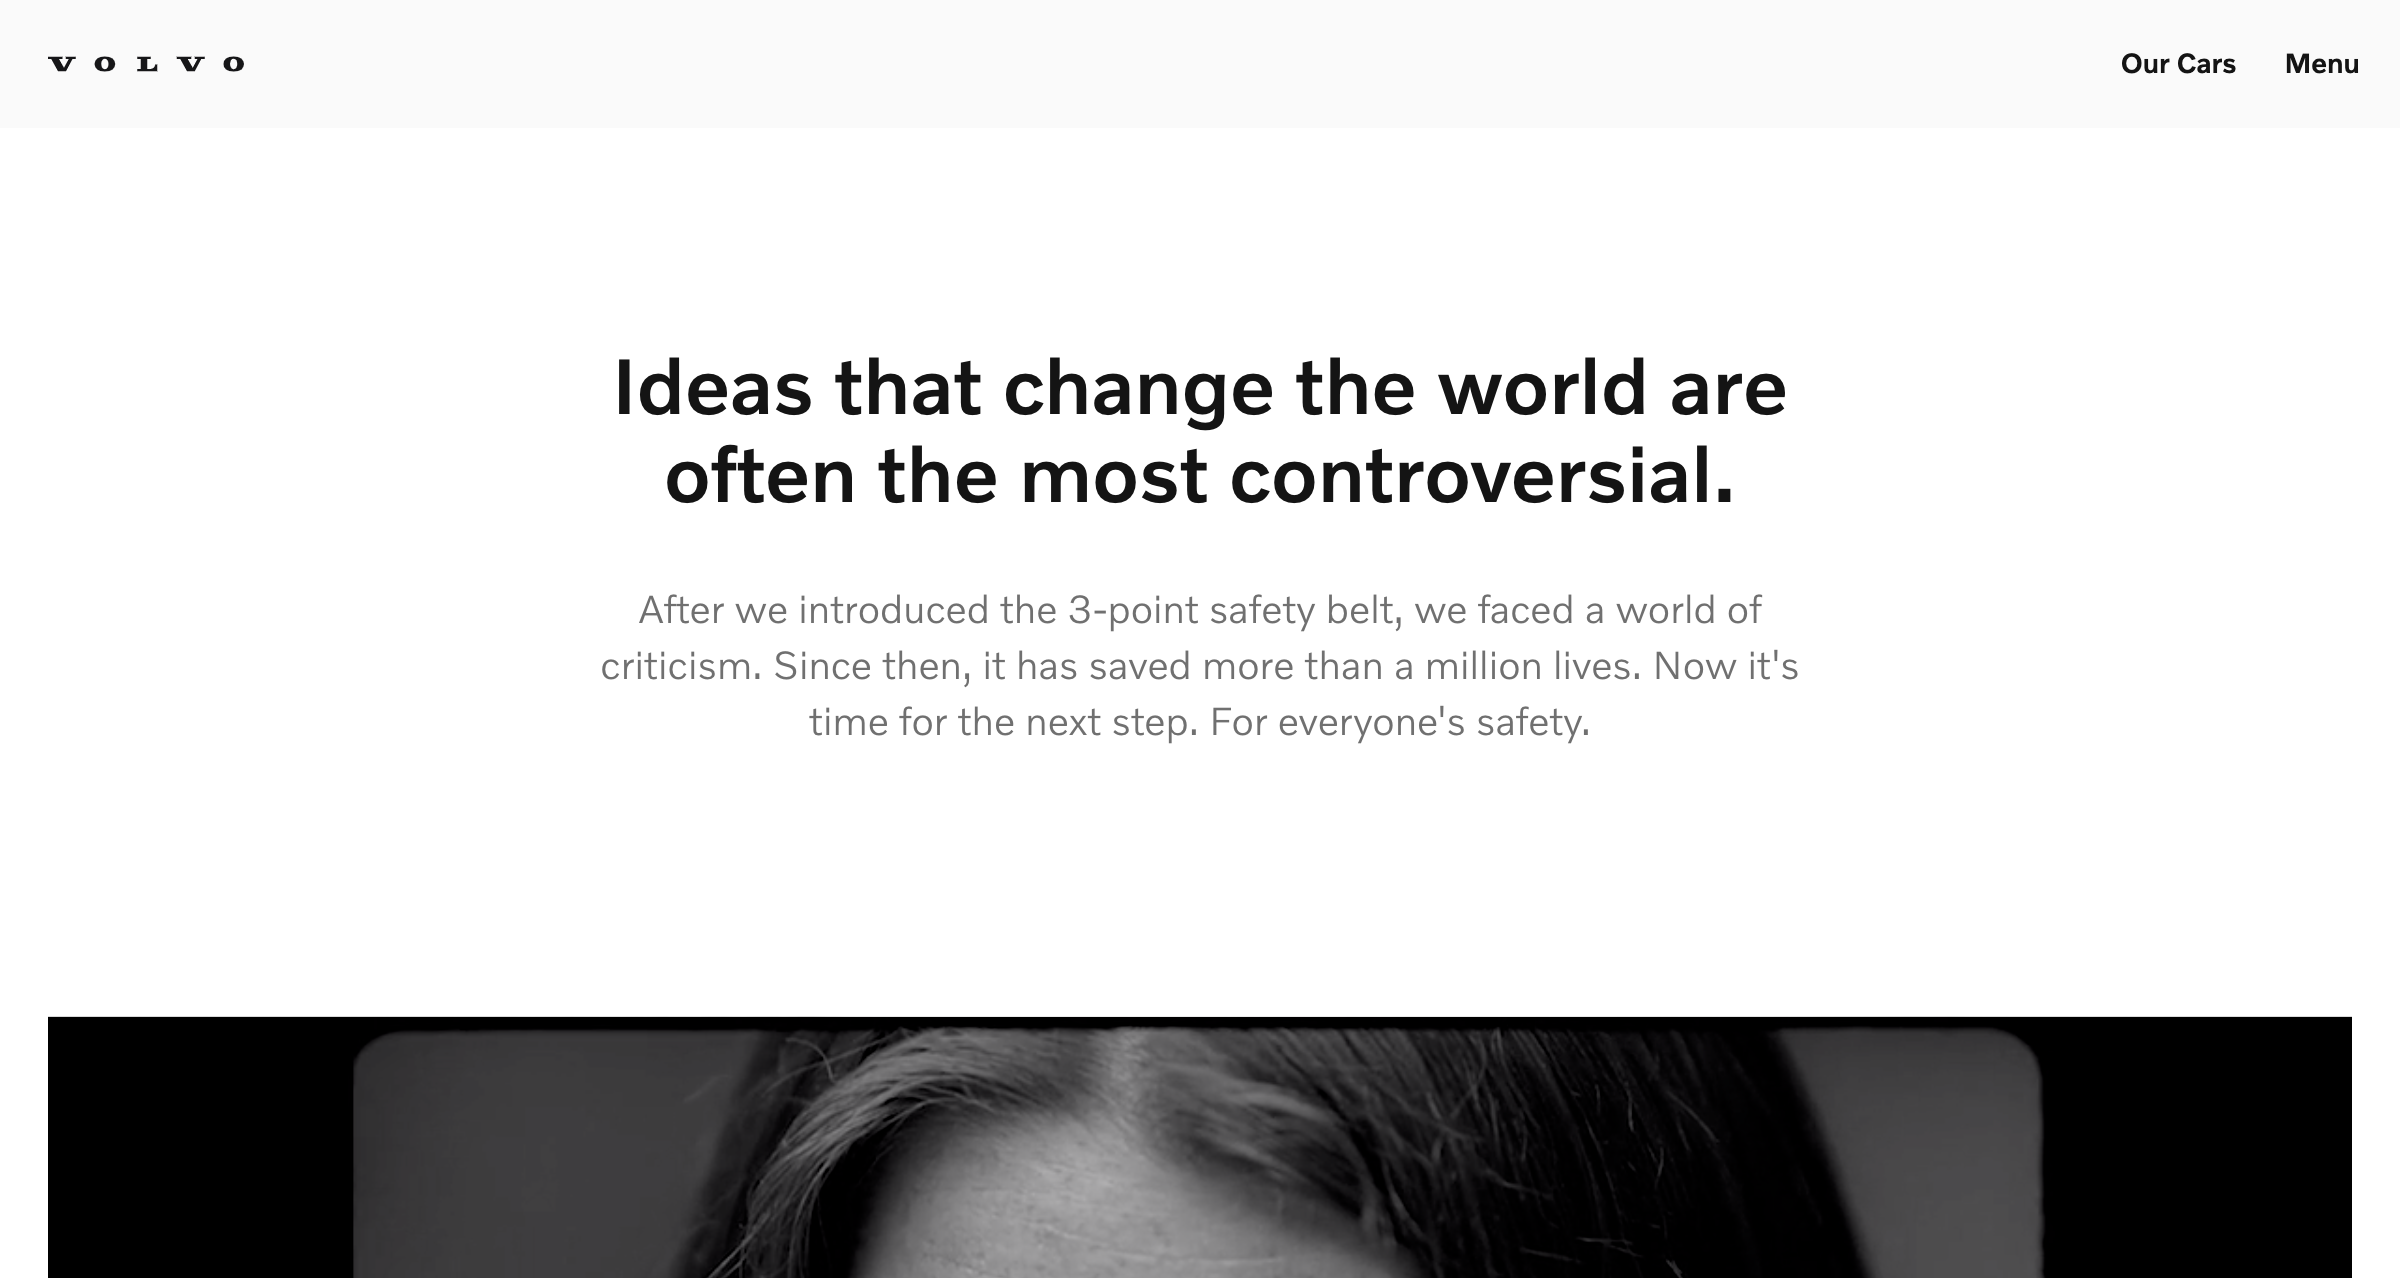 VOLVO
Our Cars
Menu
Ideas that change the world are
often the most controversial.
After we introduced the 3-point safety belt, we faced a world of
criticism. Since then, it has saved more than a million lives. Now it's
time for the next step. For everyone's safety.